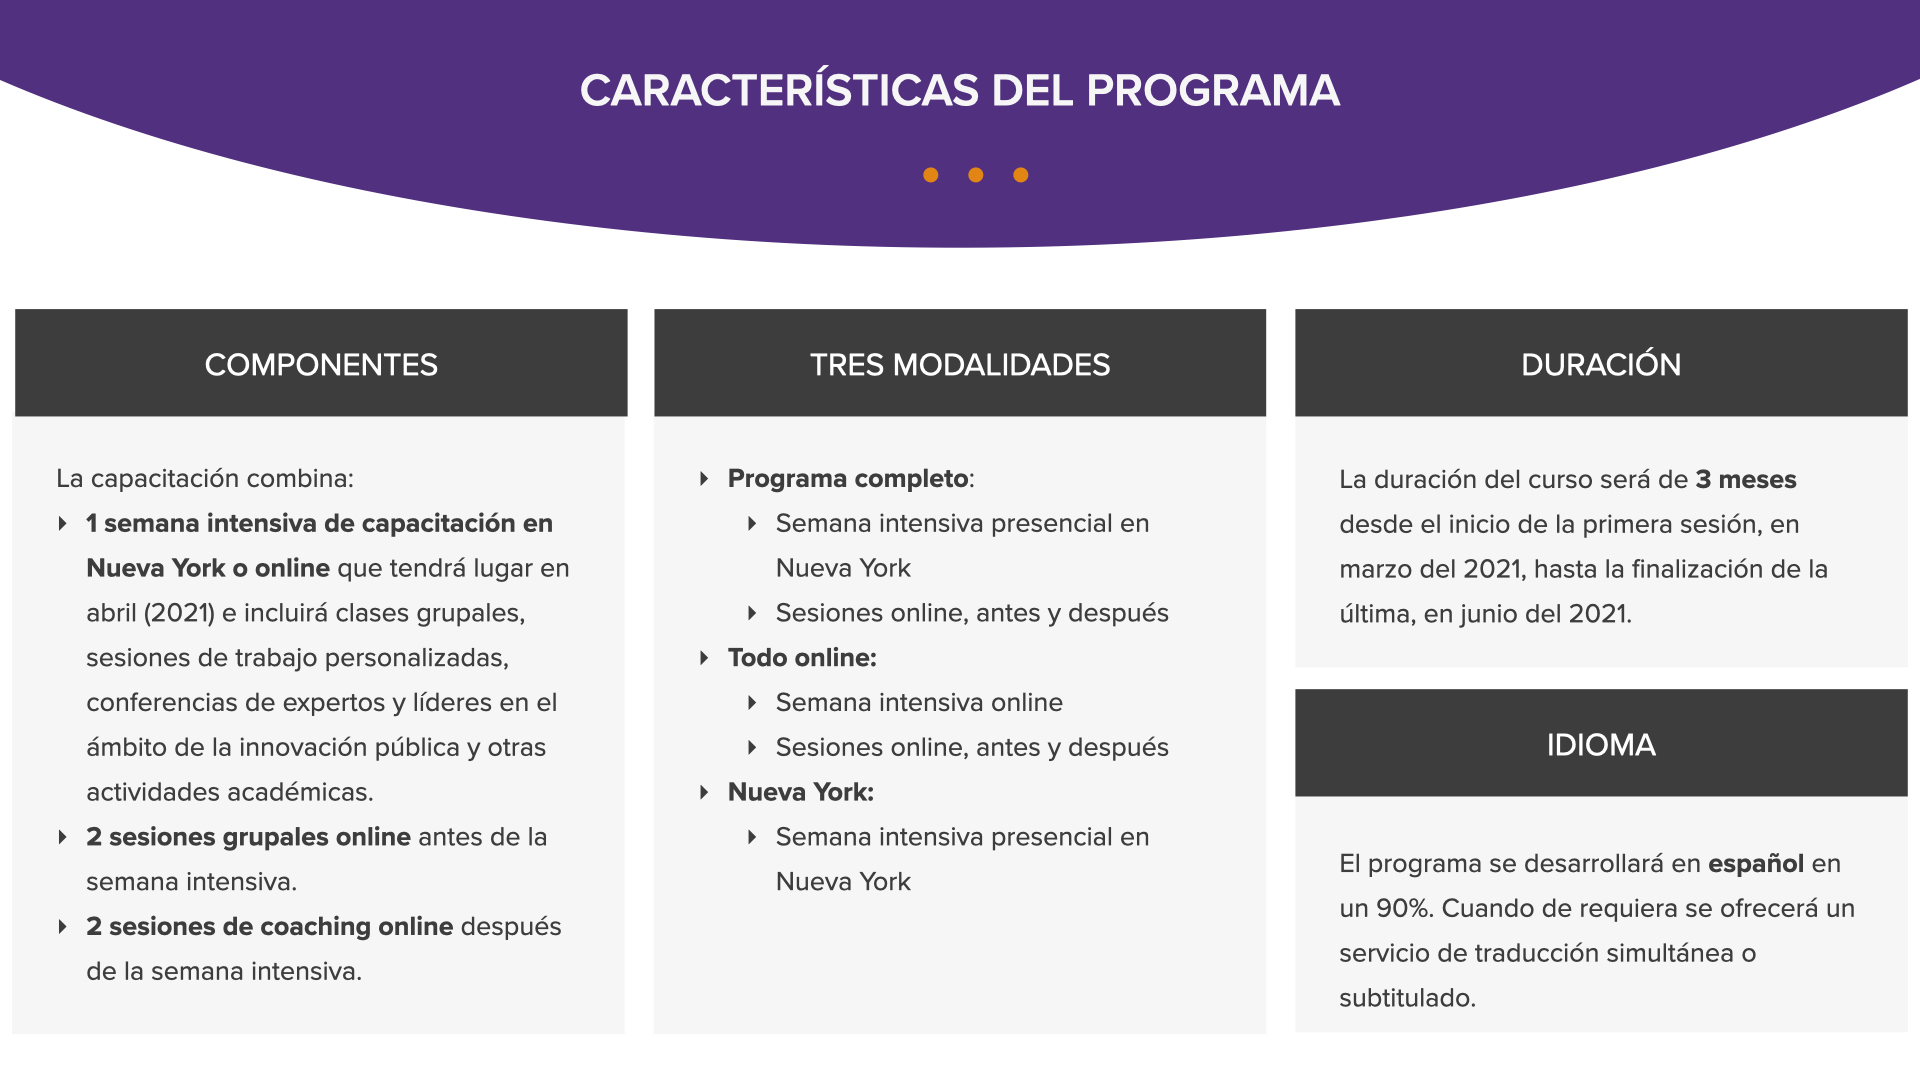 CARACTERÍSTICAS DEL PROGRAMA
COMPONENTES
La capacitación combina:
1 semana intensiva de capacitación en
Nueva York o online que tendrá lugar en
abril (2021) e incluirá clases grupales,
sesiones de trabajo personalizadas,
conferencias de expertos y líderes en el
ámbito de la innovación pública y otras
actividades académicas.
2 sesiones grupales online antes de la
semana intensiva.
2 sesiones de coaching online después
de la semana intensiva.
TRES MODALIDADES
Programa completo:
Semana intensiva presencial en
Nueva York
Sesiones online, antes y después
Todo online:
Semana intensiva online
Sesiones online, antes y después
Nueva York:
Semana intensiva presencial en
Nueva York
DURACIÓN
La duración del curso será de 3 meses
desde el inicio de la primera sesión, en
marzo del 2021, hasta la finalización de la
última, en junio del 2021.
IDIOMA
El programa se desarrollará en español en
un 90%. Cuando de requiera se ofrecerá un
servicio de traducción simultánea o
subtitulado.